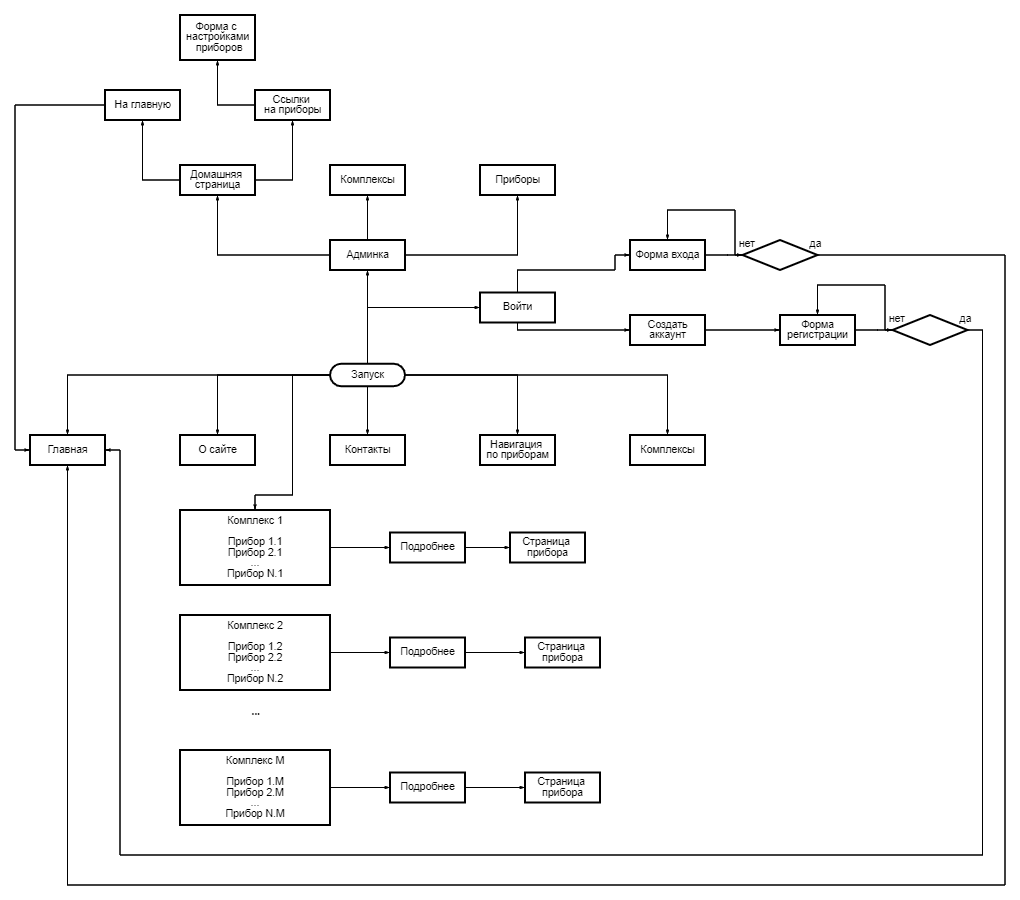 Форма с
настройками
приборов
На главную
Ссылки
на приборы
Домашняя
страница
Комплексы
Приборы
Админка
Форма входа
нет
да
Войти
Создать
аккаунт
Форма
регистрации
нет
да
Запуск
Главная
О сайте
Контакты
Навигация
по приборам
Комплексы
Комплекс 1
Прибор 1.1
Прибор 2.1
...
Прибор N.1
Подробнее
Страница
прибора
Комплекс 2
Прибор 1.2
Прибор 2.2
...
Прибор N.2
Подробнее
Страница
прибора
...
Комплекс M
Прибор 1.M
Прибор 2.M
...
Прибор N.M
Подробнее
Страница
прибора